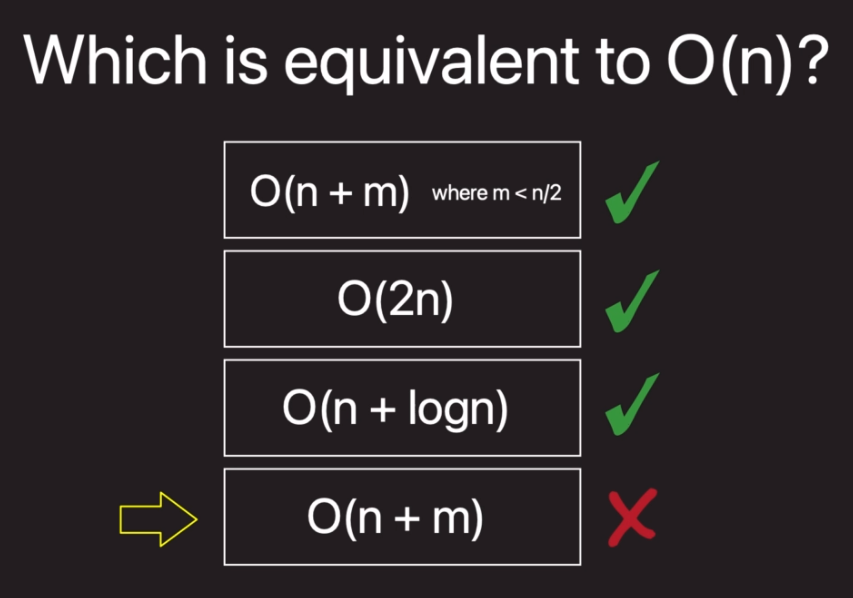 Which is equivalent to O(n)?
O(n + m) where m < n/2
O(2n)
O(n + logn)
O(n + m)